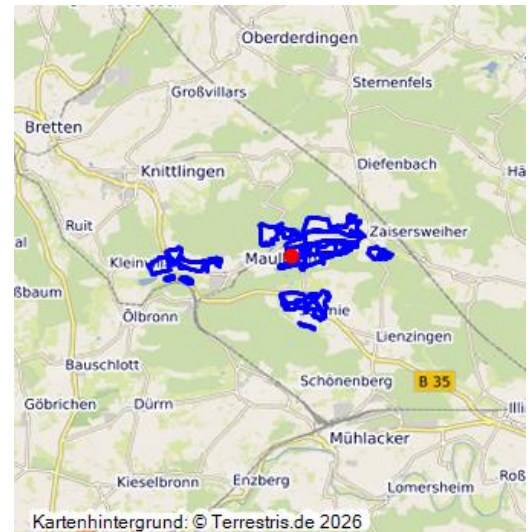 Oberderdingen
Sternenfels
Großvillars
Bretten
Diefenbach
Knittlingen
Ruit
Zaisersweiher
Maul
Ölbronn
Lienzingen
Bauschlott
Schönenberg
B 35
Göbrichen
Dürrn
Mühlacker
Kieselbronn
Enzberg
Lomersheim
Kartenhintergrund: © Terrestris.de 2026